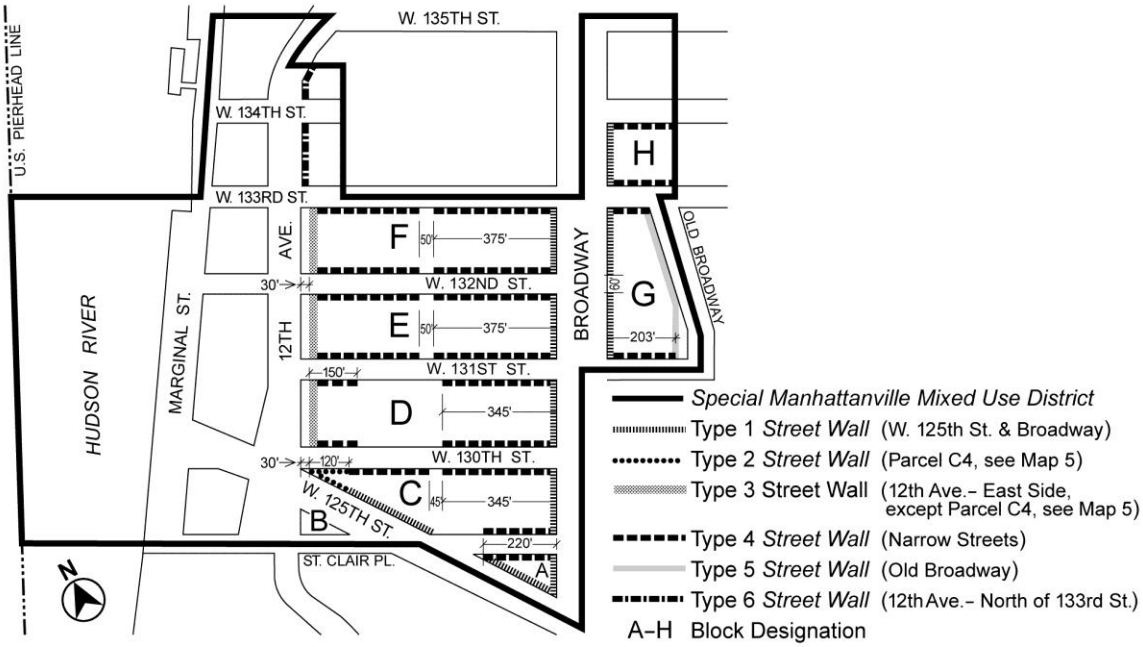 W. 135TH ST.
U.S. PIERHEAD LINE
W. 134TH ST.
H
W. 133RD ST.
OLD BROADWAY
AVE.
F
50'
375'
BROADWAY
60'
G
30'
W. 132ND ST.
HUDSON RIVER
MARGINAL ST.
12TH
E
50'
375'
203'
W. 131ST ST.
150'
D
345'
W. 130TH ST.
30'
120'
C
45'
345'
W. 125TH ST.
B
220'
A
ST. CLAIR PL.
N
Special Manhattanville Mixed Use District
Type 1 Street Wall (W. 125th St. & Broadway)
Type 2 Street Wall (Parcel C4, see Map 5)
Type 3 Street Wall (12th Ave.– East Side,
except Parcel C4, see Map 5)
Type 4 Street Wall (Narrow Streets)
Type 5 Street Wall (Old Broadway)
Type 6 Street Wall (12th Ave.– North of 133rd St.)
A–H Block Designation